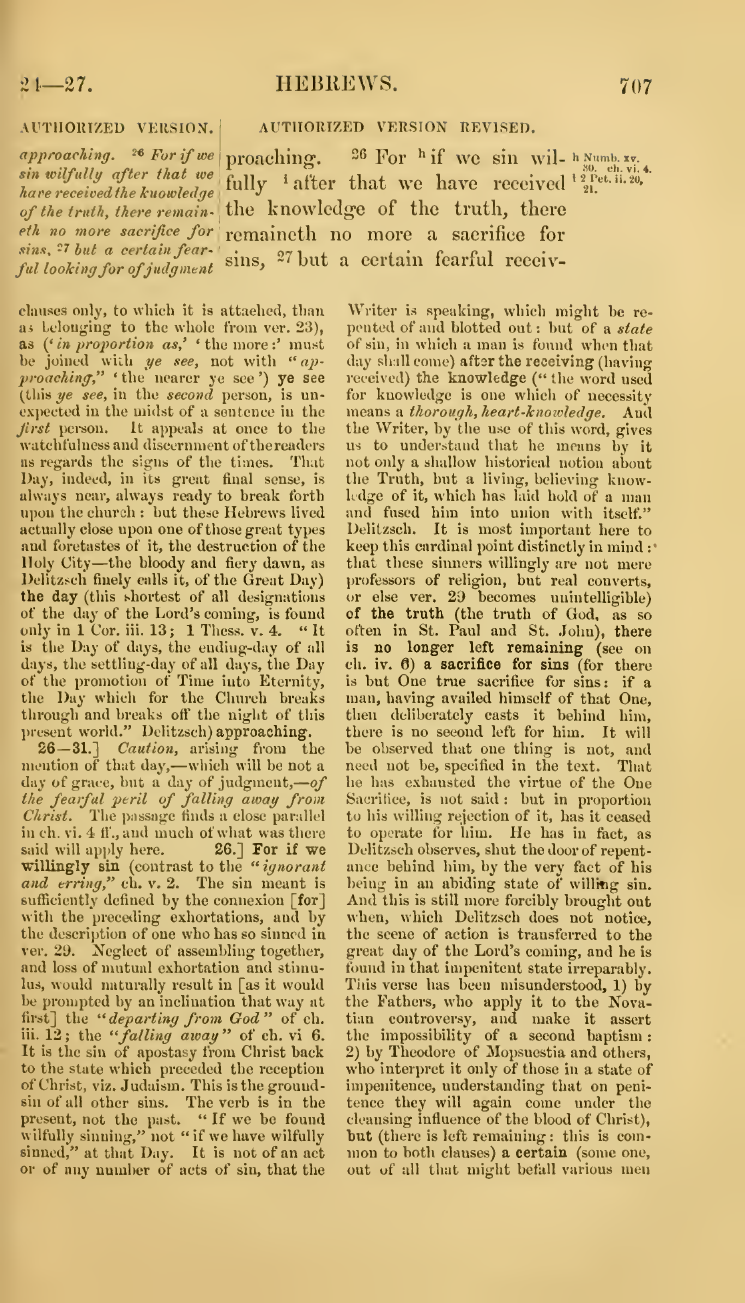 24—27.
HEBREWS.
707
AUTHORIZED VERSION.
approaching. 26 For if we
sin wilfully after that we
have received the knowledge
of the truth, there remain-
eth no more sacrifice for
sins, 27 but a certain fear-
ful looking for of judgment
AUTHORIZED VERSION REVISED.
proaching. 26 For h if we sin wil-
fully i after that we have received
the knowledge of the truth, there
remaineth no more a sacrifice for
sins, 27 but a certain fearful receiv-
h Numb. xv.
30. ch. vi. 4.
i 2 Pet. ii. 20,
21.
clauses only, to which it is attached, than
as belonging to the whole from ver. 23),
as (‘in proportion as,’ ‘the more:’ must
be joined with ye see, not with “ap-
proaching,” ‘the nearer ye see’) ye see
(this ye see, in the second person, is un-
expected in the midst of a sentence in the
first person. It appeals at once to the
watchfulness and discernment of the readers
as regards the signs of the times. That
Day, indeed, in its great final sense, is
always near, always ready to break forth
upon the church: but these Hebrews lived
actually close upon one of those great types
and foretastes of it, the destruction of the
Holy City—the bloody and fiery dawn, as
Delitzsch finely calls it, of the Great Day)
the day (this shortest of all designations
of the day of the Lord’s coming, is found
only in 1 Cor. iii. 13; 1 Thess. v. 4. “It
is the Day of days, the ending-day of all
days, the settling-day of all days, the Day
of the promotion of Time into Eternity,
the Day which for the Church breaks
through and breaks off the night of this
present world.” Delitzsch) approaching.
26—31.] Caution, arising from the
mention of that day,—which will be not a
day of grace, but a day of judgment,—of
the fearful peril of falling away from
Christ. The passage finds a close parallel
in ch. vi. 4 ff., and much of what was there
said will apply here. 26.] For if we
willingly sin (contrast to the “ignorant
and erring,” ch. v. 2. The sin meant is
sufficiently defined by the connexion [for]
with the preceding exhortations, and by
the description of one who has so sinned in
ver. 29. Neglect of assembling together,
and loss of mutual exhortation and stimu-
lus, would naturally result in [as it would
be prompted by an inclination that way at
first] the “departing from God” of ch.
iii. 12; the “falling away” of ch. vi 6.
It is the sin of apostasy from Christ back
to the state which preceded the reception
of Christ, viz. Judaism. This is the ground-
sin of all other sins. The verb is in the
present, not the past. “If we be found
wilfully sinning,” not “if we have wilfully
sinned,” at that Day. It is not of an act
or of any number of acts of sin, that the
Writer is speaking, which might be re-
pented of and blotted out: but of a state
of sin, in which a man is found when that
day shall come) after the receiving (having
received) the knowledge (“the word used
for knowledge is one which of necessity
means a thorough, heart-knowledge. And
the Writer, by the use of this word, gives
us to understand that he means by it
not only a shallow historical notion about
the Truth, but a living, believing know-
ledge of it, which has laid hold of a man
and fused him into union with itself.”
Delitzsch. It is most important here to
keep this cardinal point distinctly in mind:
that these sinners willingly are not mere
professors of religion, but real converts,
or else ver. 29 becomes unintelligible)
of the truth (the truth of God, as so
often in St. Paul and St. John), there
is no longer left remaining (see on
ch. iv. 6) a sacrifice for sins (for there
is but One true sacrifice for sins: if a
man, having availed himself of that One,
then deliberately casts it behind him,
there is no second left for him. It will
be observed that one thing is not, and
need not be, specified in the text. That
he has exhausted the virtue of the One
Sacrifice, is not said: but in proportion
to his willing rejection of it, has it ceased
to operate for him. He has in fact, as
Delitzsch observes, shut the door of repent-
ance behind him, by the very fact of his
being in an abiding state of willing sin.
And this is still more forcibly brought out
when, which Delitzsch does not notice,
the scene of action is transferred to the
great day of the Lord’s coming, and he is
found in that impenitent state irreparably.
This verse has been misunderstood, 1) by
the Fathers, who apply it to the Nova-
tian controversy, and make it assert
the impossibility of a second baptism:
2) by Theodore of Mopsuestia and others,
who interpret it only of those in a state of
impenitence, understanding that on peni-
tence they will again come under the
cleansing influence of the blood of Christ),
but (there is left remaining: this is com-
mon to both clauses) a certain (some one,
out of all that might befall various men